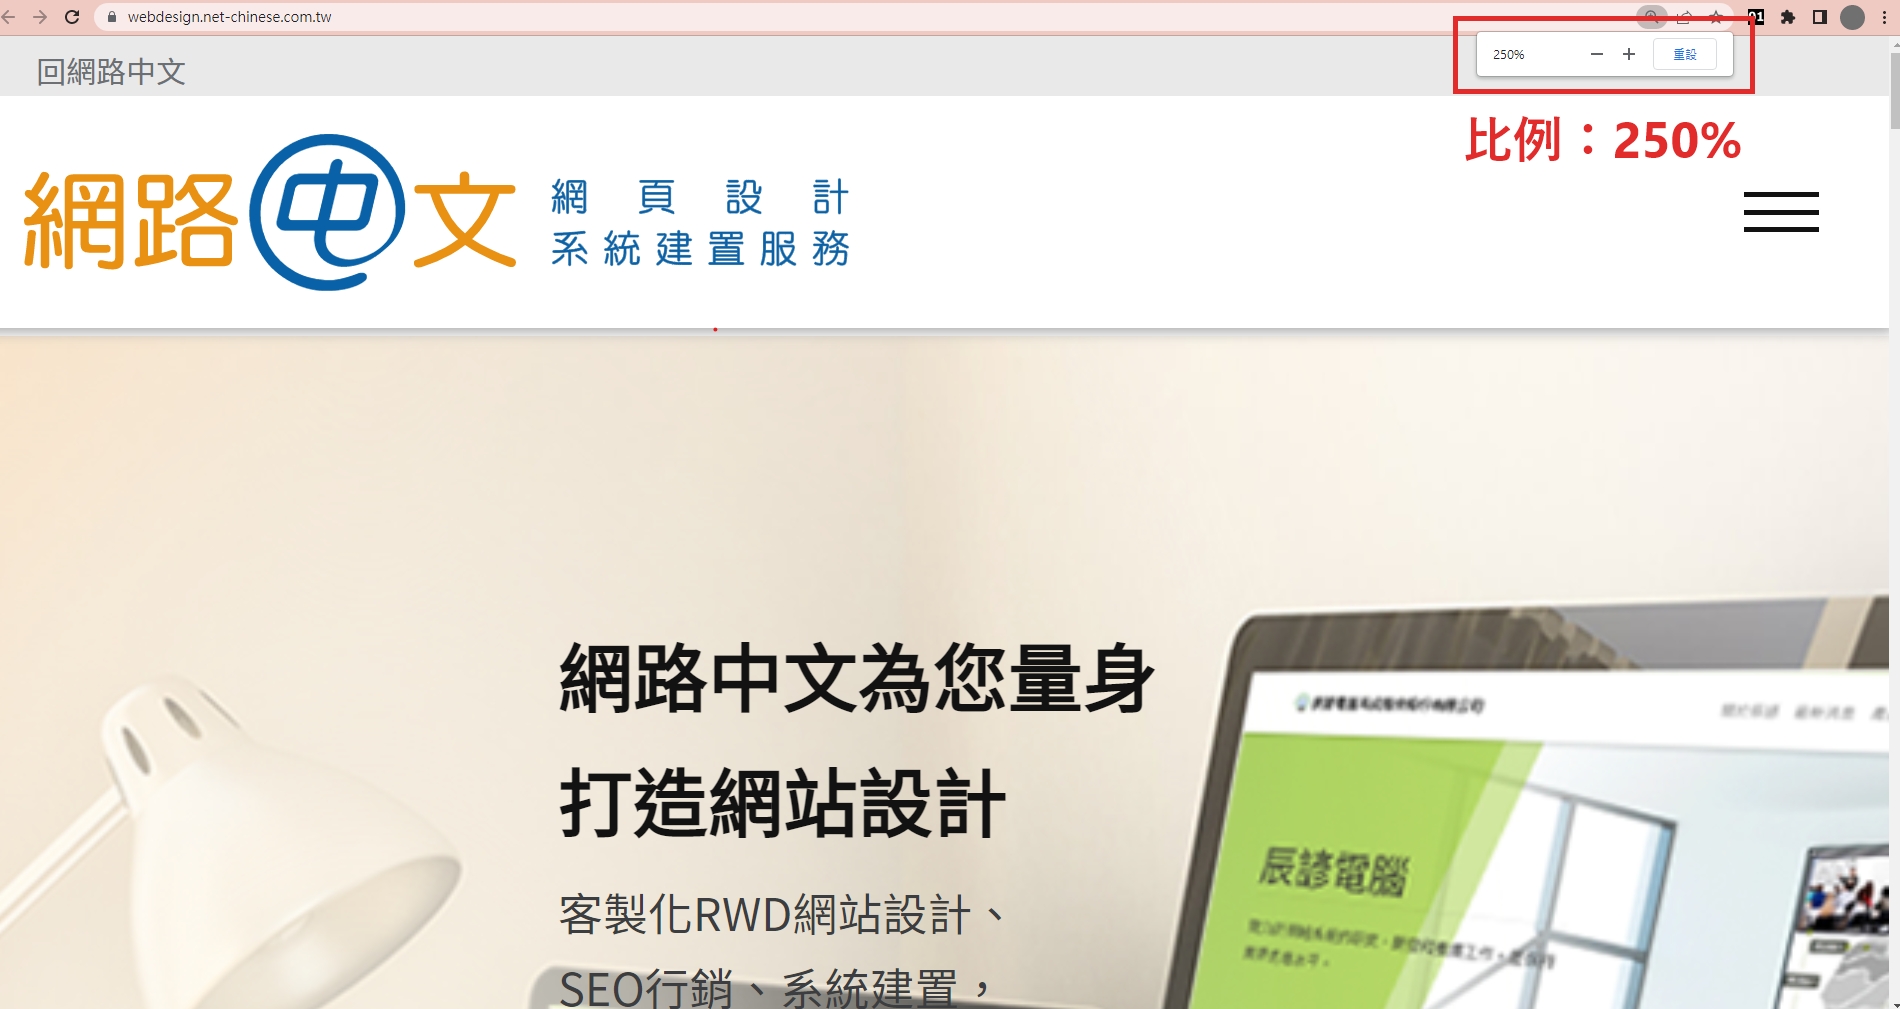 webdesign.net-chinese.com.tw
91
250%
重設
回網路中文
比例：250%
網路中文
網頁設計
系統建置服務
網路中文為您量身
打造網站設計
客製化RWD網站設計、
SEO行銷、系統建置，
辰諺電腦